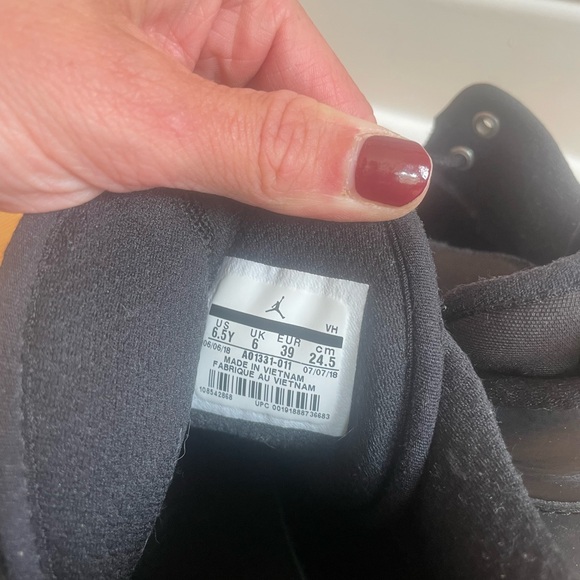 VH
US UK EUR cm
6.5Y 6 39 24.5
06/06/18 AO1331-011 07/07/18
MADE IN VIETNAM
FABRIQUE AU VIETNAM
108542868
UPC 00191888736683